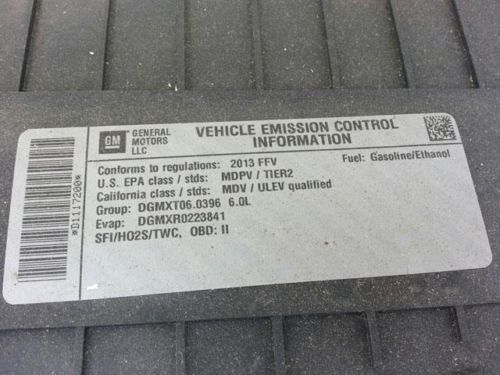 GM
GENERAL MOTORS LLC
VEHICLE EMISSION CONTROL INFORMATION
Conforms to regulations: 2013 FFV
Fuel: Gasoline/Ethanol
U.S. EPA class / stds: MDPV / TIER2
California class / stds: MDV / ULEV qualified
Group: DGMXT06.0396 6.0L
Evap: DGMXR0223841
SFI/HO2S/TWC, OBD: II
*D1117200*